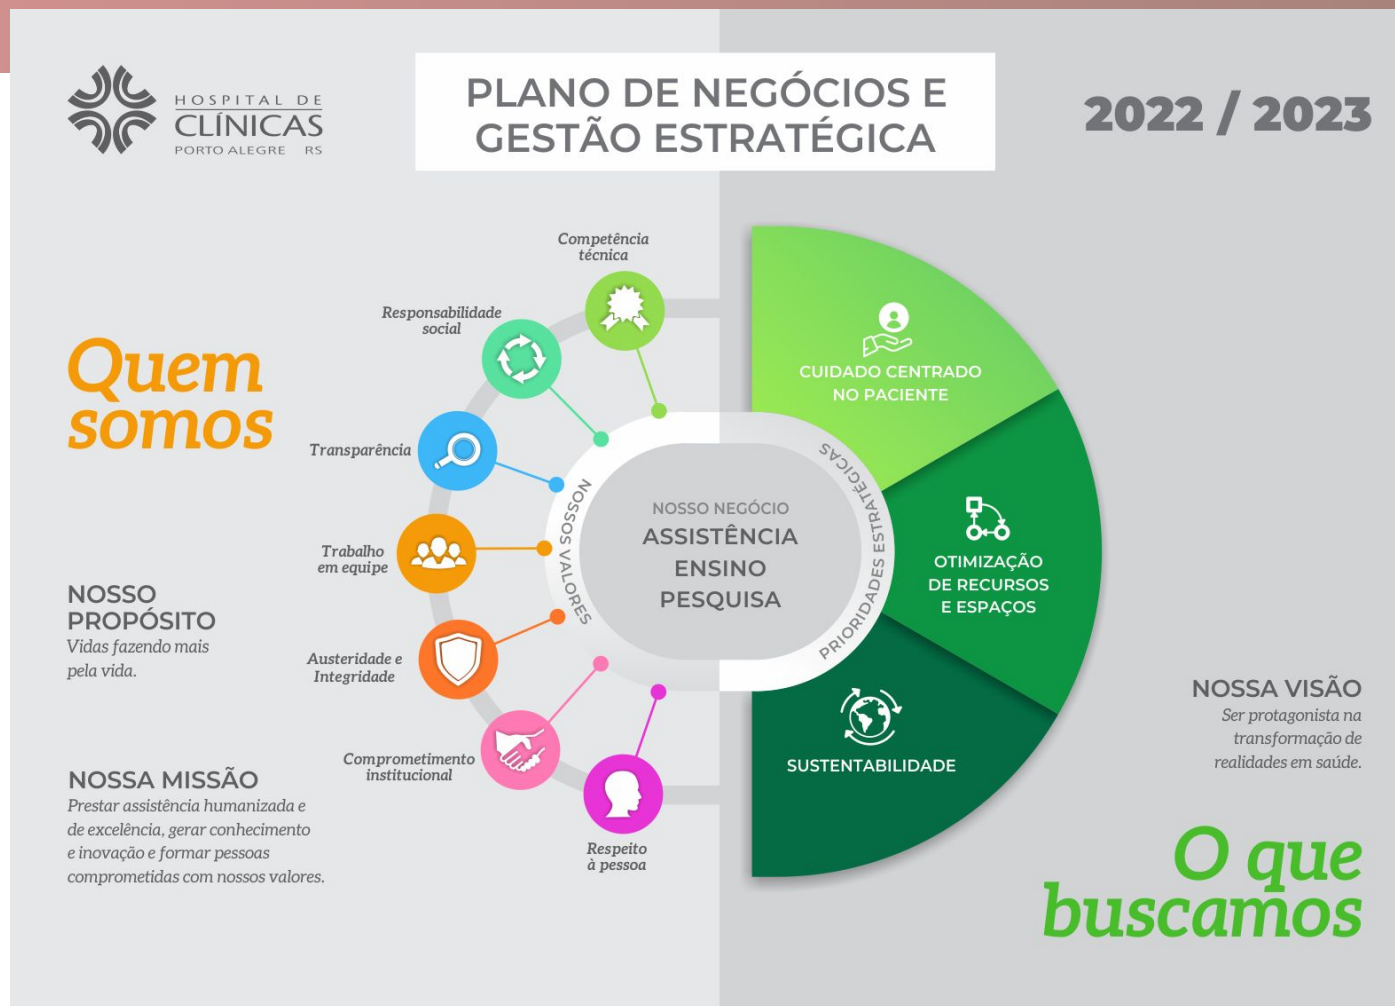 HOSPITAL DE
CLÍNICAS
PORTO ALEGRE RS
PLANO DE NEGÓCIOS E
GESTÃO ESTRATÉGICA
2022 / 2023
Quem
somos
NOSSO
PROPÓSITO
Vidas fazendo mais
pela vida.
NOSSA MISSÃO
Prestar assistência humanizada e
de excelência, gerar conhecimento
e inovação e formar pessoas
comprometidas com nossos valores.
Competência
técnica
Responsabilidade
social
Transparência
Trabalho
em equipe
Austeridade e
Integridade
Comprometimento
institucional
Respeito
à pessoa
NOSSOS VALORES
NOSSO NEGÓCIO
ASSISTÊNCIA
ENSINO
PESQUISA
PRIORIDADES ESTRATÉGICAS
CUIDADO CENTRADO
NO PACIENTE
OTIMIZAÇÃO
DE RECURSOS
E ESPAÇOS
SUSTENTABILIDADE
NOSSA VISÃO
Ser protagonista na
transformação de
realidades em saúde.
O que
buscamos